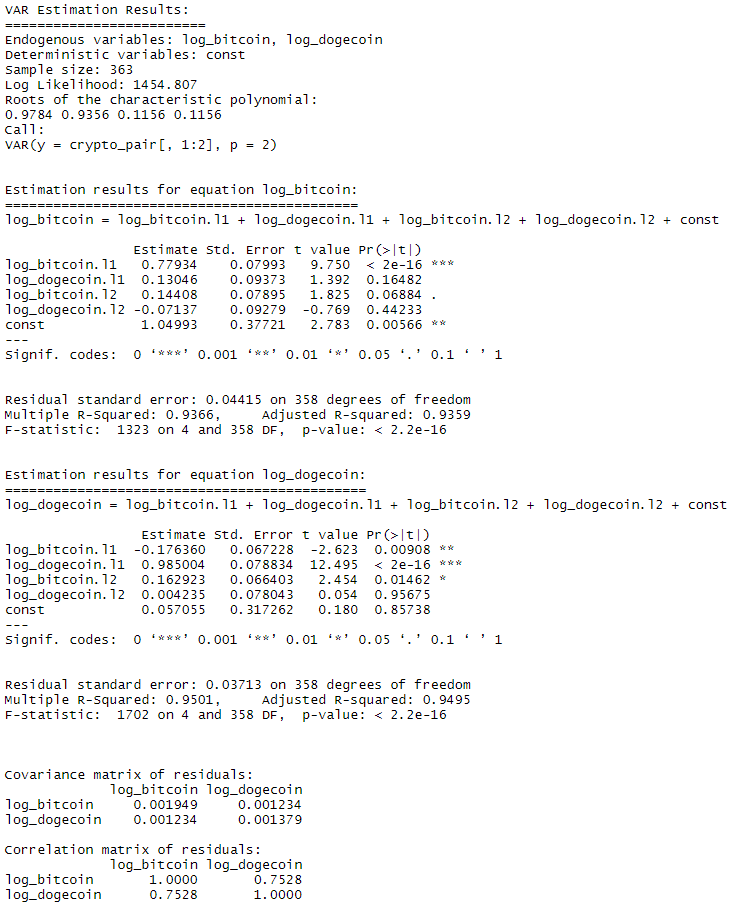 VAR Estimation Results:
=========================
Endogenous variables: log_bitcoin, log_dogecoin
Deterministic variables: const
Sample size: 363
Log Likelihood: 1454.807
Roots of the characteristic polynomial:
0.9784 0.9356 0.1156 0.1156
Call:
VAR(y = crypto_pair[, 1:2], p = 2)
Estimation results for equation log_bitcoin:
============================================
log_bitcoin = log_bitcoin.l1 + log_dogecoin.l1 + log_bitcoin.l2 + log_dogecoin.l2 + const
Estimate Std. Error t value Pr(>|t|)
log_bitcoin.l1 0.77934 0.07993 9.750 < 2e-16 ***
log_dogecoin.l1 0.13046 0.09373 1.392 0.16482
log_bitcoin.l2 0.14408 0.07895 1.825 0.06884 .
log_dogecoin.l2 -0.07137 0.09279 -0.769 0.44233
const 1.04993 0.37721 2.783 0.00566 **
---
Signif. codes: 0 ‘***’ 0.001 ‘**’ 0.01 ‘*’ 0.05 ‘.’ 0.1 ‘ ’ 1
Residual standard error: 0.04415 on 358 degrees of freedom
Multiple R-Squared: 0.9366, Adjusted R-squared: 0.9359
F-statistic: 1323 on 4 and 358 DF, p-value: < 2.2e-16
Estimation results for equation log_dogecoin:
=============================================
log_dogecoin = log_bitcoin.l1 + log_dogecoin.l1 + log_bitcoin.l2 + log_dogecoin.l2 + const
Estimate Std. Error t value Pr(>|t|)
log_bitcoin.l1 -0.176360 0.067228 -2.623 0.00908 **
log_dogecoin.l1 0.985004 0.078834 12.495 < 2e-16 ***
log_bitcoin.l2 0.162923 0.066403 2.454 0.01462 *
log_dogecoin.l2 0.004235 0.078043 0.054 0.95675
const 0.057055 0.317262 0.180 0.85738
---
Signif. codes: 0 ‘***’ 0.001 ‘**’ 0.01 ‘*’ 0.05 ‘.’ 0.1 ‘ ’ 1
Residual standard error: 0.03713 on 358 degrees of freedom
Multiple R-Squared: 0.9501, Adjusted R-squared: 0.9495
F-statistic: 1702 on 4 and 358 DF, p-value: < 2.2e-16
Covariance matrix of residuals:
log_bitcoin log_dogecoin
log_bitcoin 0.001949 0.001234
log_dogecoin 0.001234 0.001379
Correlation matrix of residuals:
log_bitcoin log_dogecoin
log_bitcoin 1.0000 0.7528
log_dogecoin 0.7528 1.0000